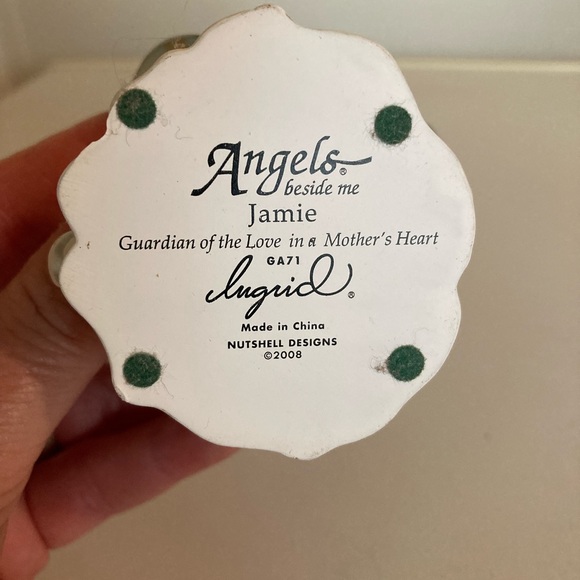 Angels®
beside me
Jamie
Guardian of the Love in a Mother's Heart
GA71
Ingrid®
Made in China
NUTSHELL DESIGNS
©2008